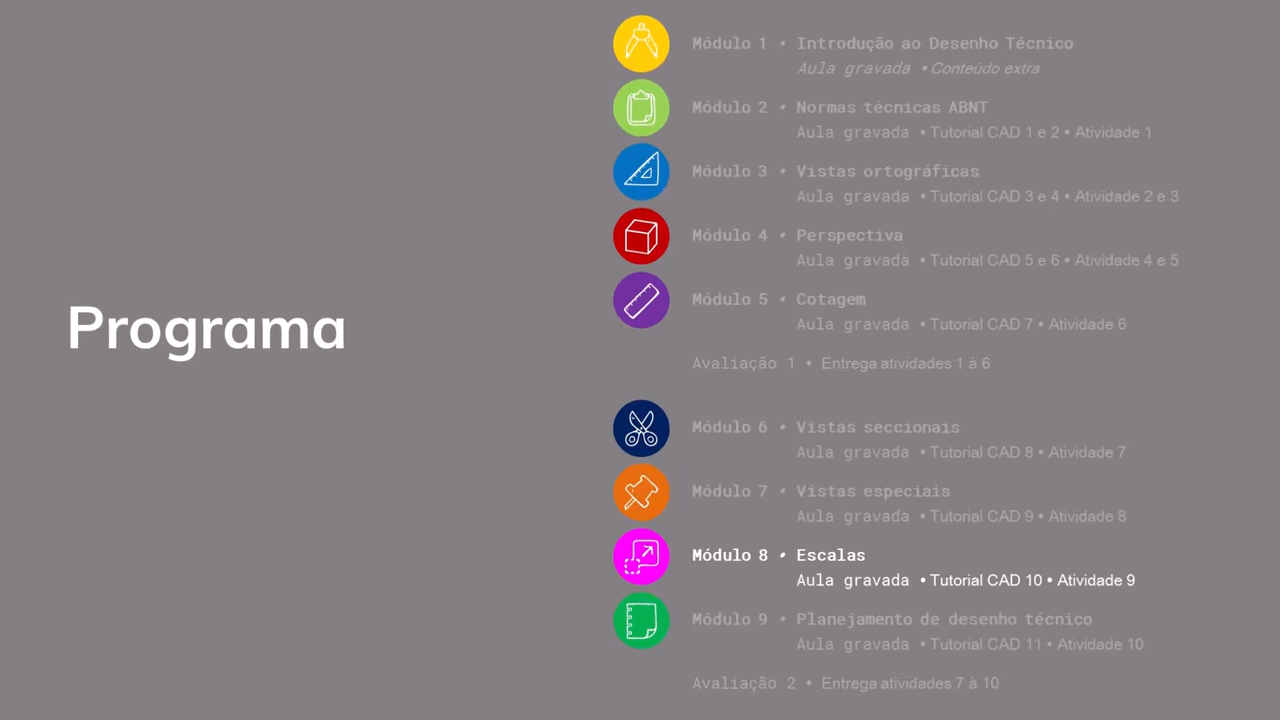 Programa
Módulo 1 • Introdução ao Desenho Técnico
Aula gravada • Conteúdo extra
Módulo 2 • Normas técnicas ABNT
Aula gravada • Tutorial CAD 1 e 2 • Atividade 1
Módulo 3 • Vistas ortográficas
Aula gravada • Tutorial CAD 3 e 4 • Atividade 2 e 3
Módulo 4 • Perspectiva
Aula gravada • Tutorial CAD 5 e 6 • Atividade 4 e 5
Módulo 5 • Cotagem
Aula gravada • Tutorial CAD 7 • Atividade 6
Avaliação 1 • Entrega atividades 1 à 6
Módulo 6 • Vistas seccionais
Aula gravada • Tutorial CAD 8 • Atividade 7
Módulo 7 • Vistas especiais
Aula gravada • Tutorial CAD 9 • Atividade 8
Módulo 8 • Escalas
Aula gravada • Tutorial CAD 10 • Atividade 9
Módulo 9 • Planejamento de desenho técnico
Aula gravada • Tutorial CAD 11 • Atividade 10
Avaliação 2 • Entrega atividades 7 à 10